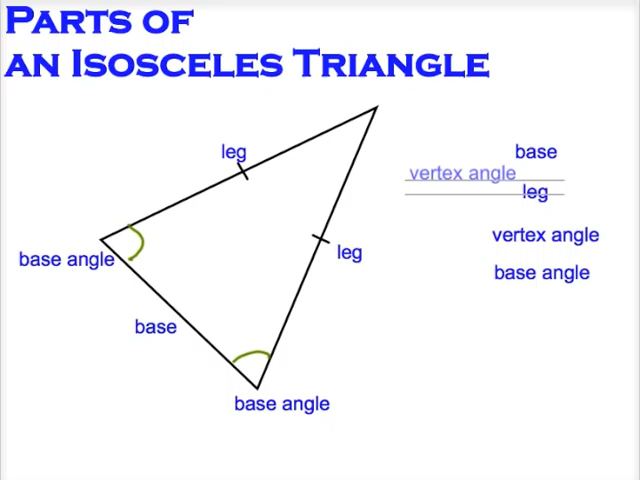 PARTS OF
AN ISOSCELES TRIANGLE
leg
base
vertex angle
leg
vertex angle
base angle
leg
base angle
base
base angle